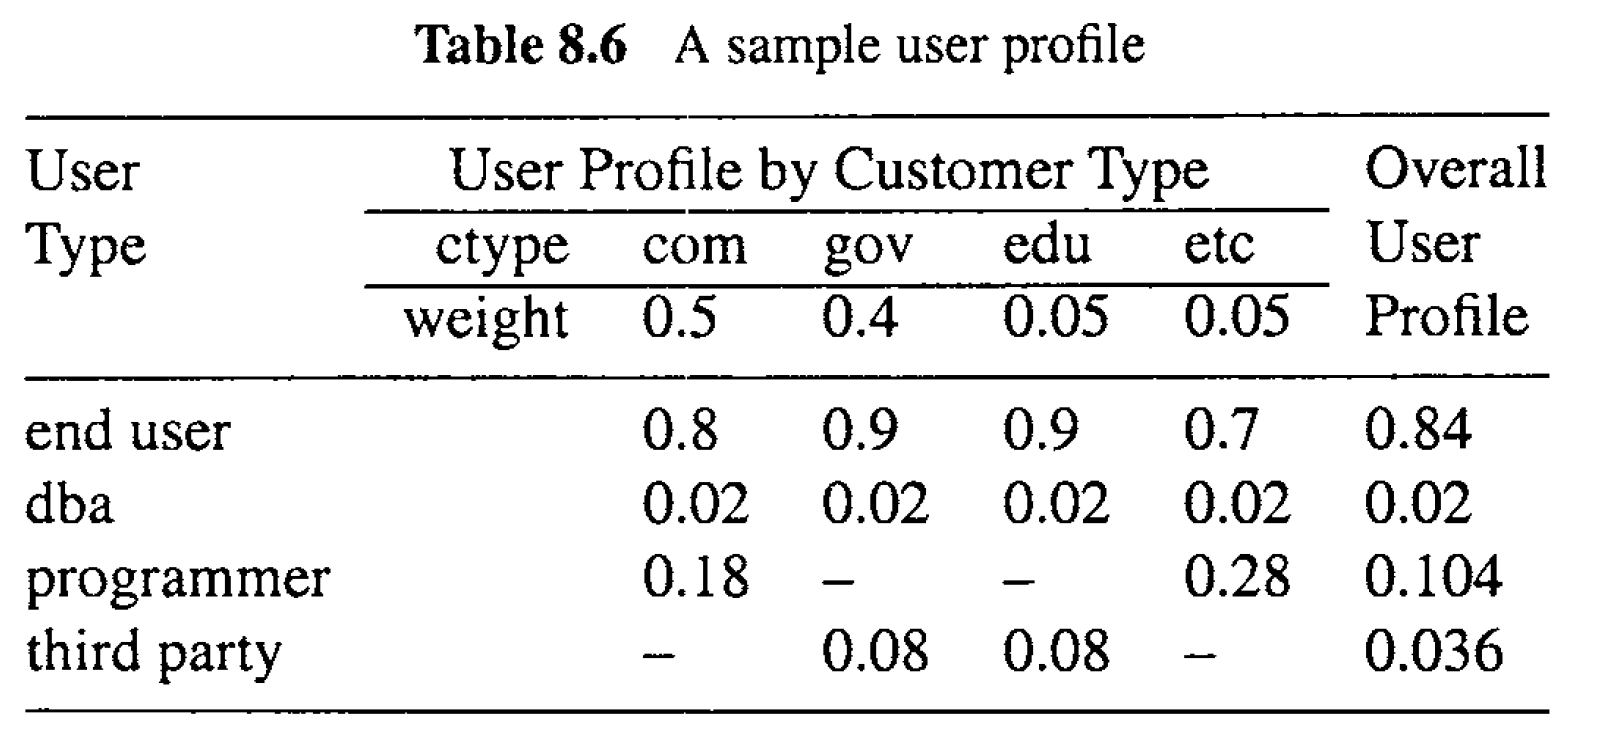 Table 8.6 A sample user profile
User User Profile by Customer Type Overall
Type ctype com gov edu etc User
weight 0.5 0.4 0.05 0.05 Profile
end user 0.8 0.9 0.9 0.7 0.84
dba 0.02 0.02 0.02 0.02 0.02
programmer 0.18 – – 0.28 0.104
third party – 0.08 0.08 – 0.036